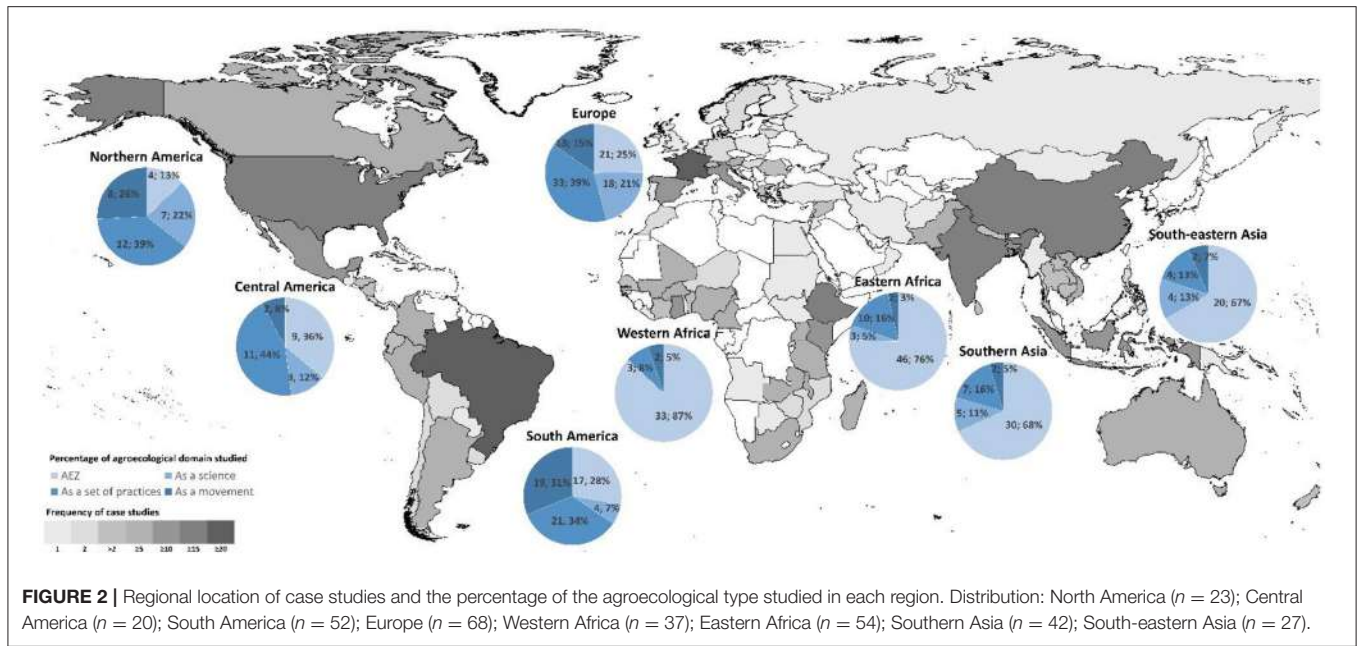 Europe
13; 15%
21; 25%
33; 39%
18; 21%
Northern America
4; 13%
8; 26%
7; 22%
12; 39%
South-eastern Asia
2; 7%
4; 13%
4; 13%
20; 67%
Central America
9, 36%
11, 44%
3, 12%
Eastern Africa
3%
10; 16%
3; 5%
46; 76%
Western Africa
2; 5%
3; 8%
33; 87%
Southern Asia
2; 5%
7, 16%
5; 11%
30; 68%
South America
19, 31%
17, 28%
4, 7%
21, 34%
Percentage of agroecological domain studied
AEZ
As a science
As a set of practices
As a movement
Frequency of case studies
1 2 >2 ≥5 ≥10 ≥15 ≥20
FIGURE 2 | Regional location of case studies and the percentage of the agroecological type studied in each region. Distribution: North America (n = 23); Central
America (n = 20); South America (n = 52); Europe (n = 68); Western Africa (n = 37); Eastern Africa (n = 54); Southern Asia (n = 42); South-eastern Asia (n = 27).